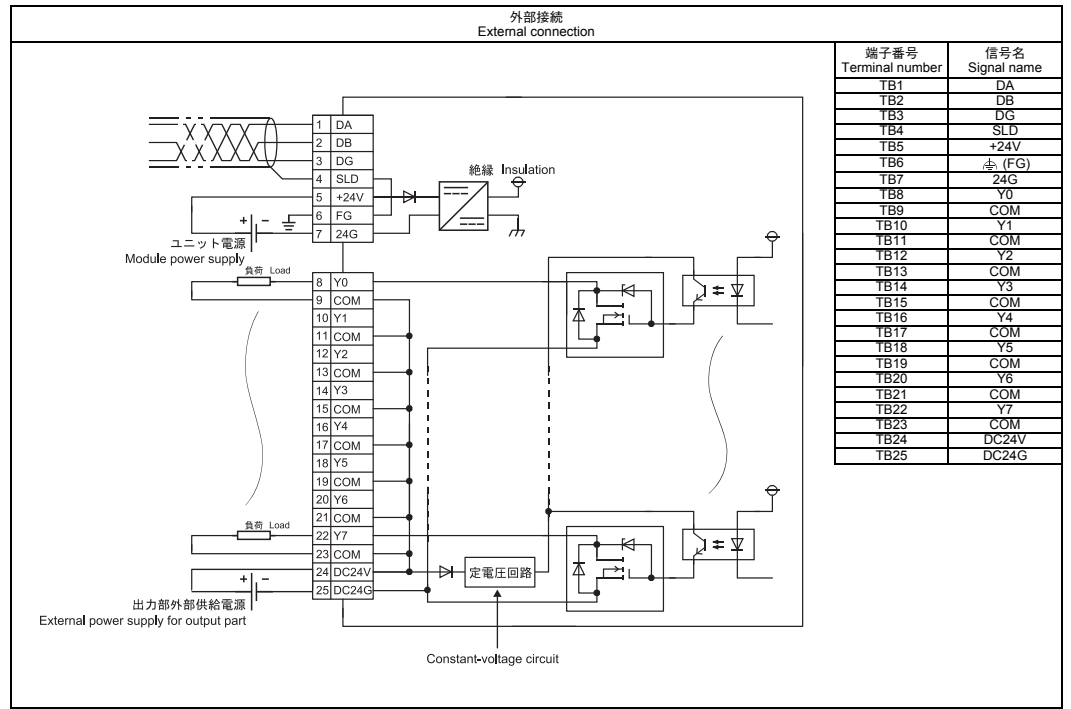 外部接続
External connection
端子番号 信号名
Terminal number Signal name
TB1 DA
TB2 DB
TB3 DG
TB4 SLD
TB5 +24V
TB6 (FG)
TB7 24G
TB8 Y0
TB9 COM
TB10 Y1
TB11 COM
TB12 Y2
TB13 COM
TB14 Y3
TB15 COM
TB16 Y4
TB17 COM
TB18 Y5
TB19 COM
TB20 Y6
TB21 COM
TB22 Y7
TB23 COM
TB24 DC24V
TB25 DC24G
1 DA
2 DB
3 DG
4 SLD
5 +24V
6 FG
7 24G
絶縁 Insulation
+ −
ユニット電源
Module power supply
負荷 Load
8 Y0
9 COM
10 Y1
11 COM
12 Y2
13 COM
14 Y3
15 COM
16 Y4
17 COM
18 Y5
19 COM
20 Y6
21 COM
22 Y7
23 COM
24 DC24V
25 DC24G
負荷 Load
+ −
出力部外部供給電源
External power supply for output part
定電圧回路
Constant-voltage circuit